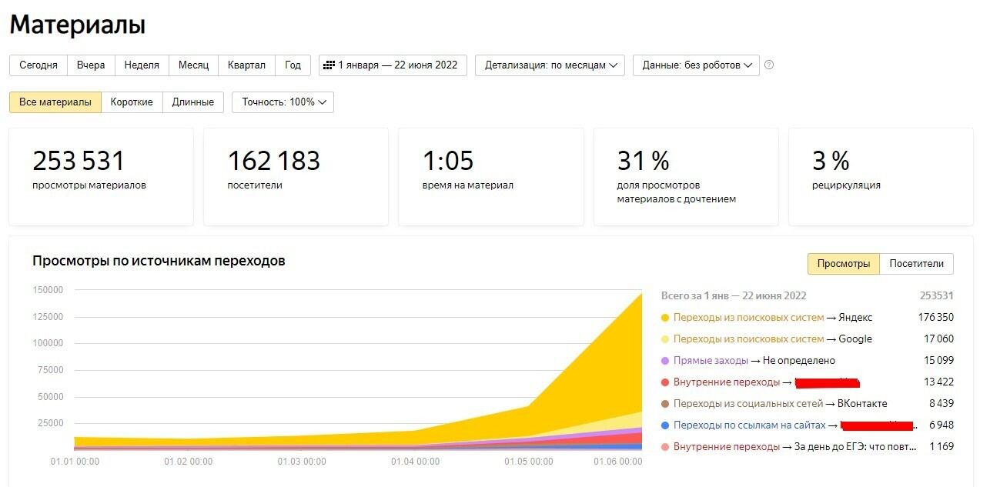 Материалы
Сегодня Вчера Неделя Месяц Квартал Год 1 января — 22 июня 2022 Детализация: по месяцам Данные: без роботов ?
Все материалы Короткие Длинные Точность: 100%
253 531 162 183 1:05 31 % 3 %
просмотры материалов посетители время на материал доля просмотров рециркуляция
материалов с дочтением
Просмотры по источникам переходов Просмотры Посетители
150000
125000
100000
75000
50000
25000
01.01 00:00 01.02 00:00 01.03 00:00 01.04 00:00 01.05 00:00 01.06 00:00
Всего за 1 янв — 22 июня 2022 253531
Переходы из поисковых систем → Яндекс 176 350
Переходы из поисковых систем → Google 17 060
Прямые заходы → Не определено 15 099
Внутренние переходы → 13 422
Переходы из социальных сетей → ВКонтакте 8 439
Переходы по ссылкам на сайтах → .. 6 948
Внутренние переходы → За день до ЕГЭ: что повт... 1 169